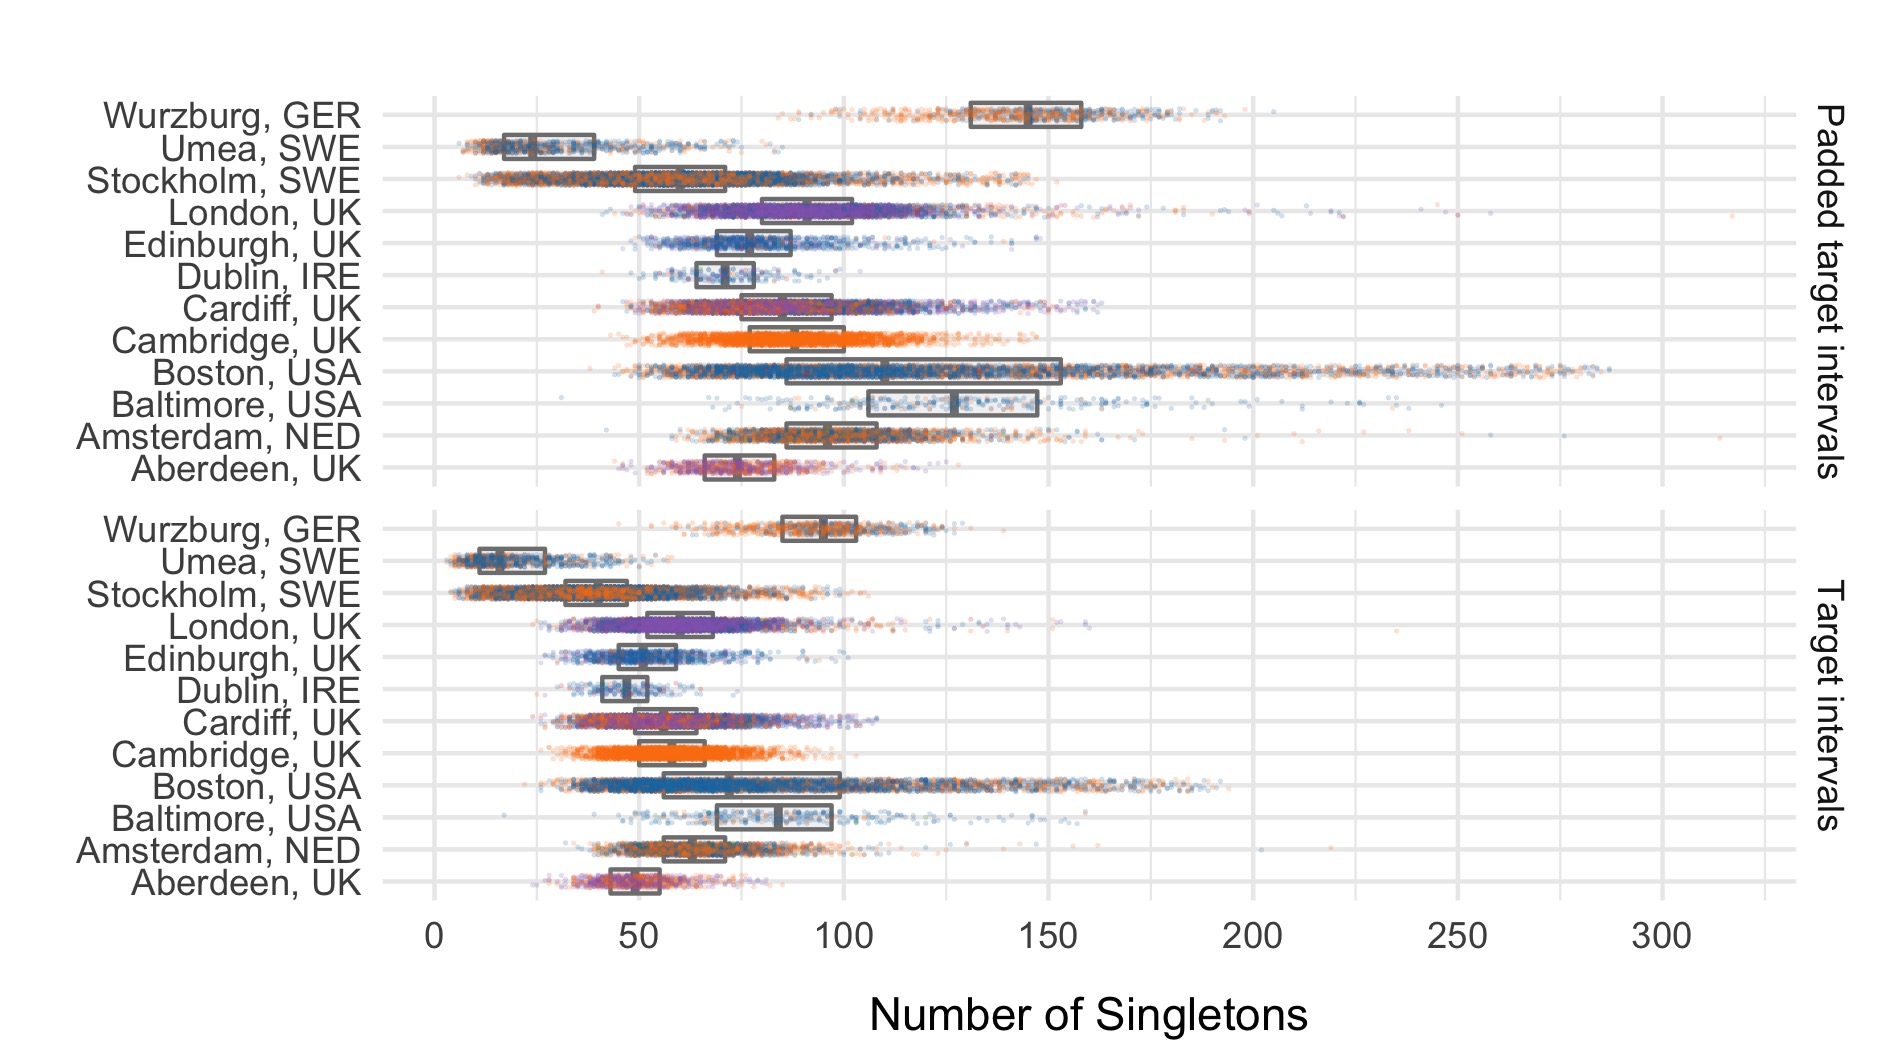 Wurzburg, GER
Umea, SWE
Stockholm, SWE
London, UK
Edinburgh, UK
Dublin, IRE
Cardiff, UK
Cambridge, UK
Boston, USA
Baltimore, USA
Amsterdam, NED
Aberdeen, UK
Padded target intervals
Wurzburg, GER
Umea, SWE
Stockholm, SWE
London, UK
Edinburgh, UK
Dublin, IRE
Cardiff, UK
Cambridge, UK
Boston, USA
Baltimore, USA
Amsterdam, NED
Aberdeen, UK
Target intervals
0 50 100 150 200 250 300
Number of Singletons